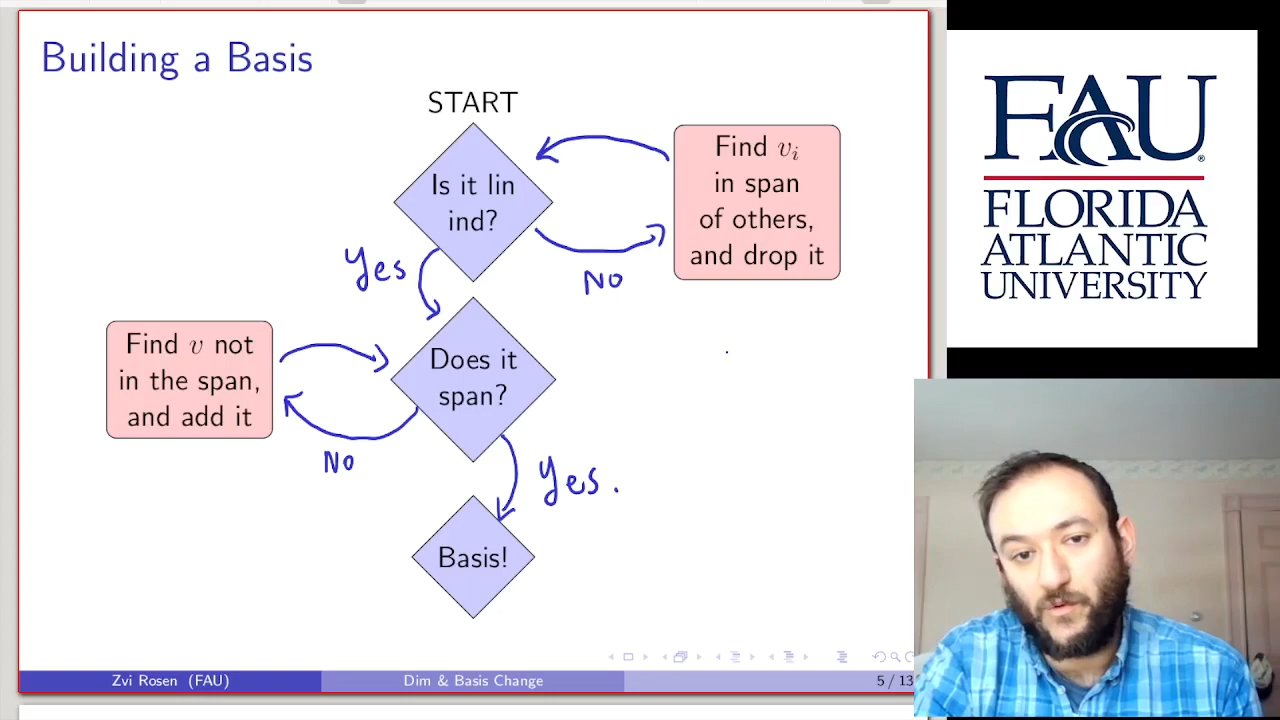 Building a Basis
START
Is it lin
ind?
Find vᵢ
in span
of others,
and drop it
Yes
NO
Find v not
in the span,
and add it
Does it
span?
NO
Yes.
Basis!
Zvi Rosen (FAU)
Dim & Basis Change
5 / 13
FAU
FLORIDA
ATLANTIC
UNIVERSITY